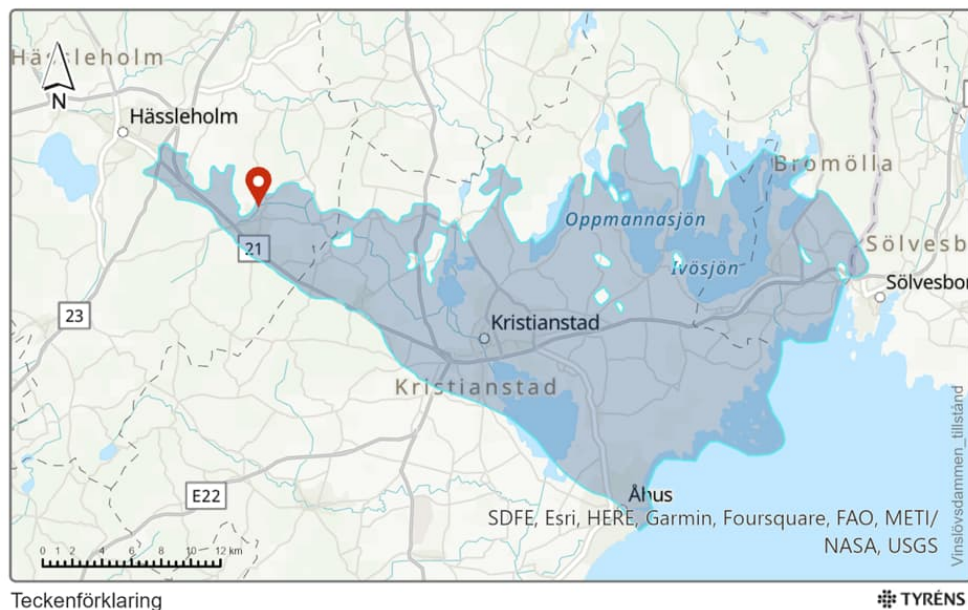 Hässleholm
N
Hässleholm
Bromölla
Oppmannasjön
21
Ivösjön
Sölvesb
Sölvesbor
23
Kristianstad
Kristianstad
E22
Åhus
SDFE, Esri, HERE, Garmin, Foursquare, FAO, METI/
NASA, USGS
0 1 2 4 6 8 10 12 km
Vinslövsdammen_tillstånd
Teckenförklaring
TYRÉNS